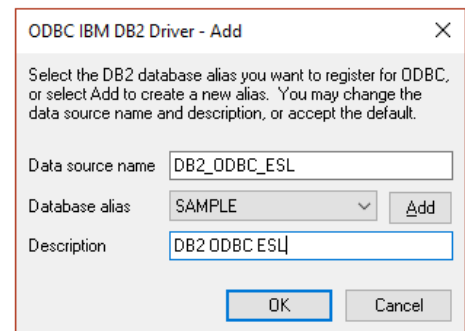 ODBC IBM DB2 Driver - Add
Select the DB2 database alias you want to register for ODBC,
or select Add to create a new alias. You may change the
data source name and description, or accept the default.
Data source name DB2_ODBC_ESL
Database alias SAMPLE Add
Description DB2 ODBC ESL
OK Cancel